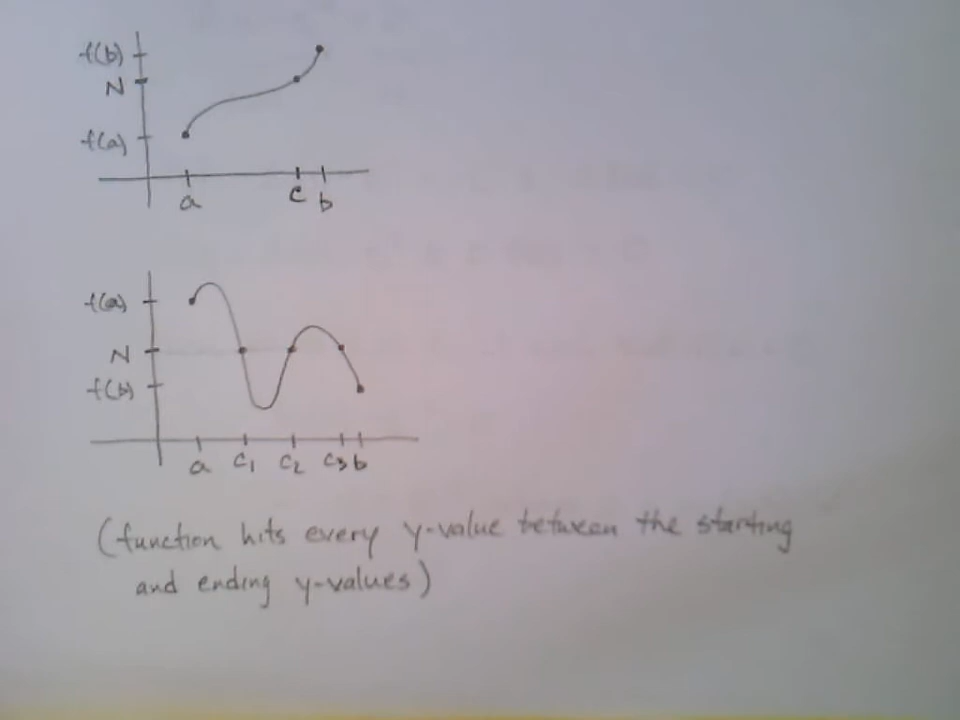 f(b)
N
f(a)
a c b
f(a)
N
f(b)
a c₁ c₂ c₃ b
(function hits every y-value between the starting
and ending y-values)